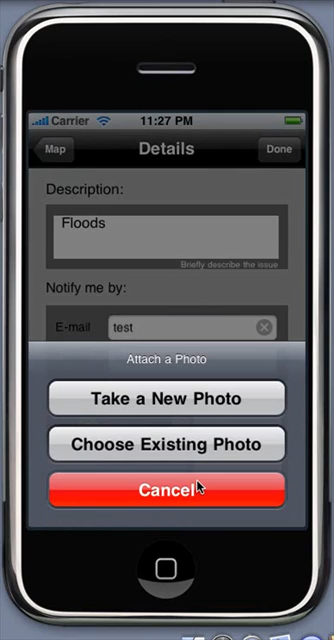 Carrier 11:27 PM
Map Details Done
Description:
Floods
Briefly describe the issue
Notify me by:
E-mail test
Attach a Photo
Take a New Photo
Choose Existing Photo
Cancel